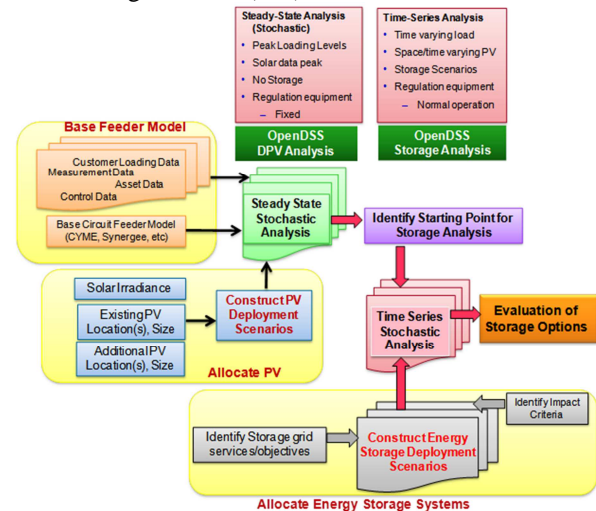 Steady-State Analysis
(Stochastic)
• Peak Loading Levels
• Solar data peak
• No Storage
• Regulation equipment
– Fixed
Time-Series Analysis
• Time varying load
• Space/time varying PV
• Storage Scenarios
• Regulation equipment
– Normal operation
OpenDSS
DPV Analysis
OpenDSS
Storage Analysis
Base Feeder Model
Customer Loading Data
Measurement Data
Asset Data
Control Data
Base Circuit Feeder Model
(CYME, Synergee, etc)
Steady State
Stochastic
Analysis
Identify Starting Point for
Storage Analysis
Solar Irradiance
Existing PV
Location(s), Size
Additional PV
Location(s), Size
Construct PV
Deployment
Scenarios
Allocate PV
Time Series
Stochastic
Analysis
Evaluation of
Storage Options
Identify Impact
Criteria
Identify Storage grid
services/objectives
Construct Energy
Storage Deployment
Scenarios
Allocate Energy Storage Systems